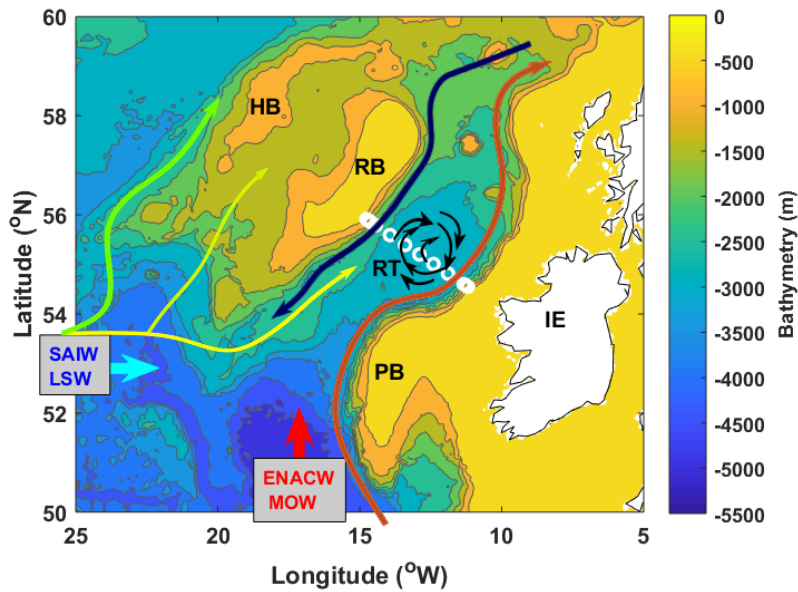 60
58
56
54
52
50
Latitude (°N)
HB
RB
RT
IE
PB
SAIW
LSW
ENACW
MOW
25
20
15
10
5
Longitude (°W)
0
-500
-1000
-1500
-2000
-2500
-3000
-3500
-4000
-4500
-5000
-5500
Bathymetry (m)